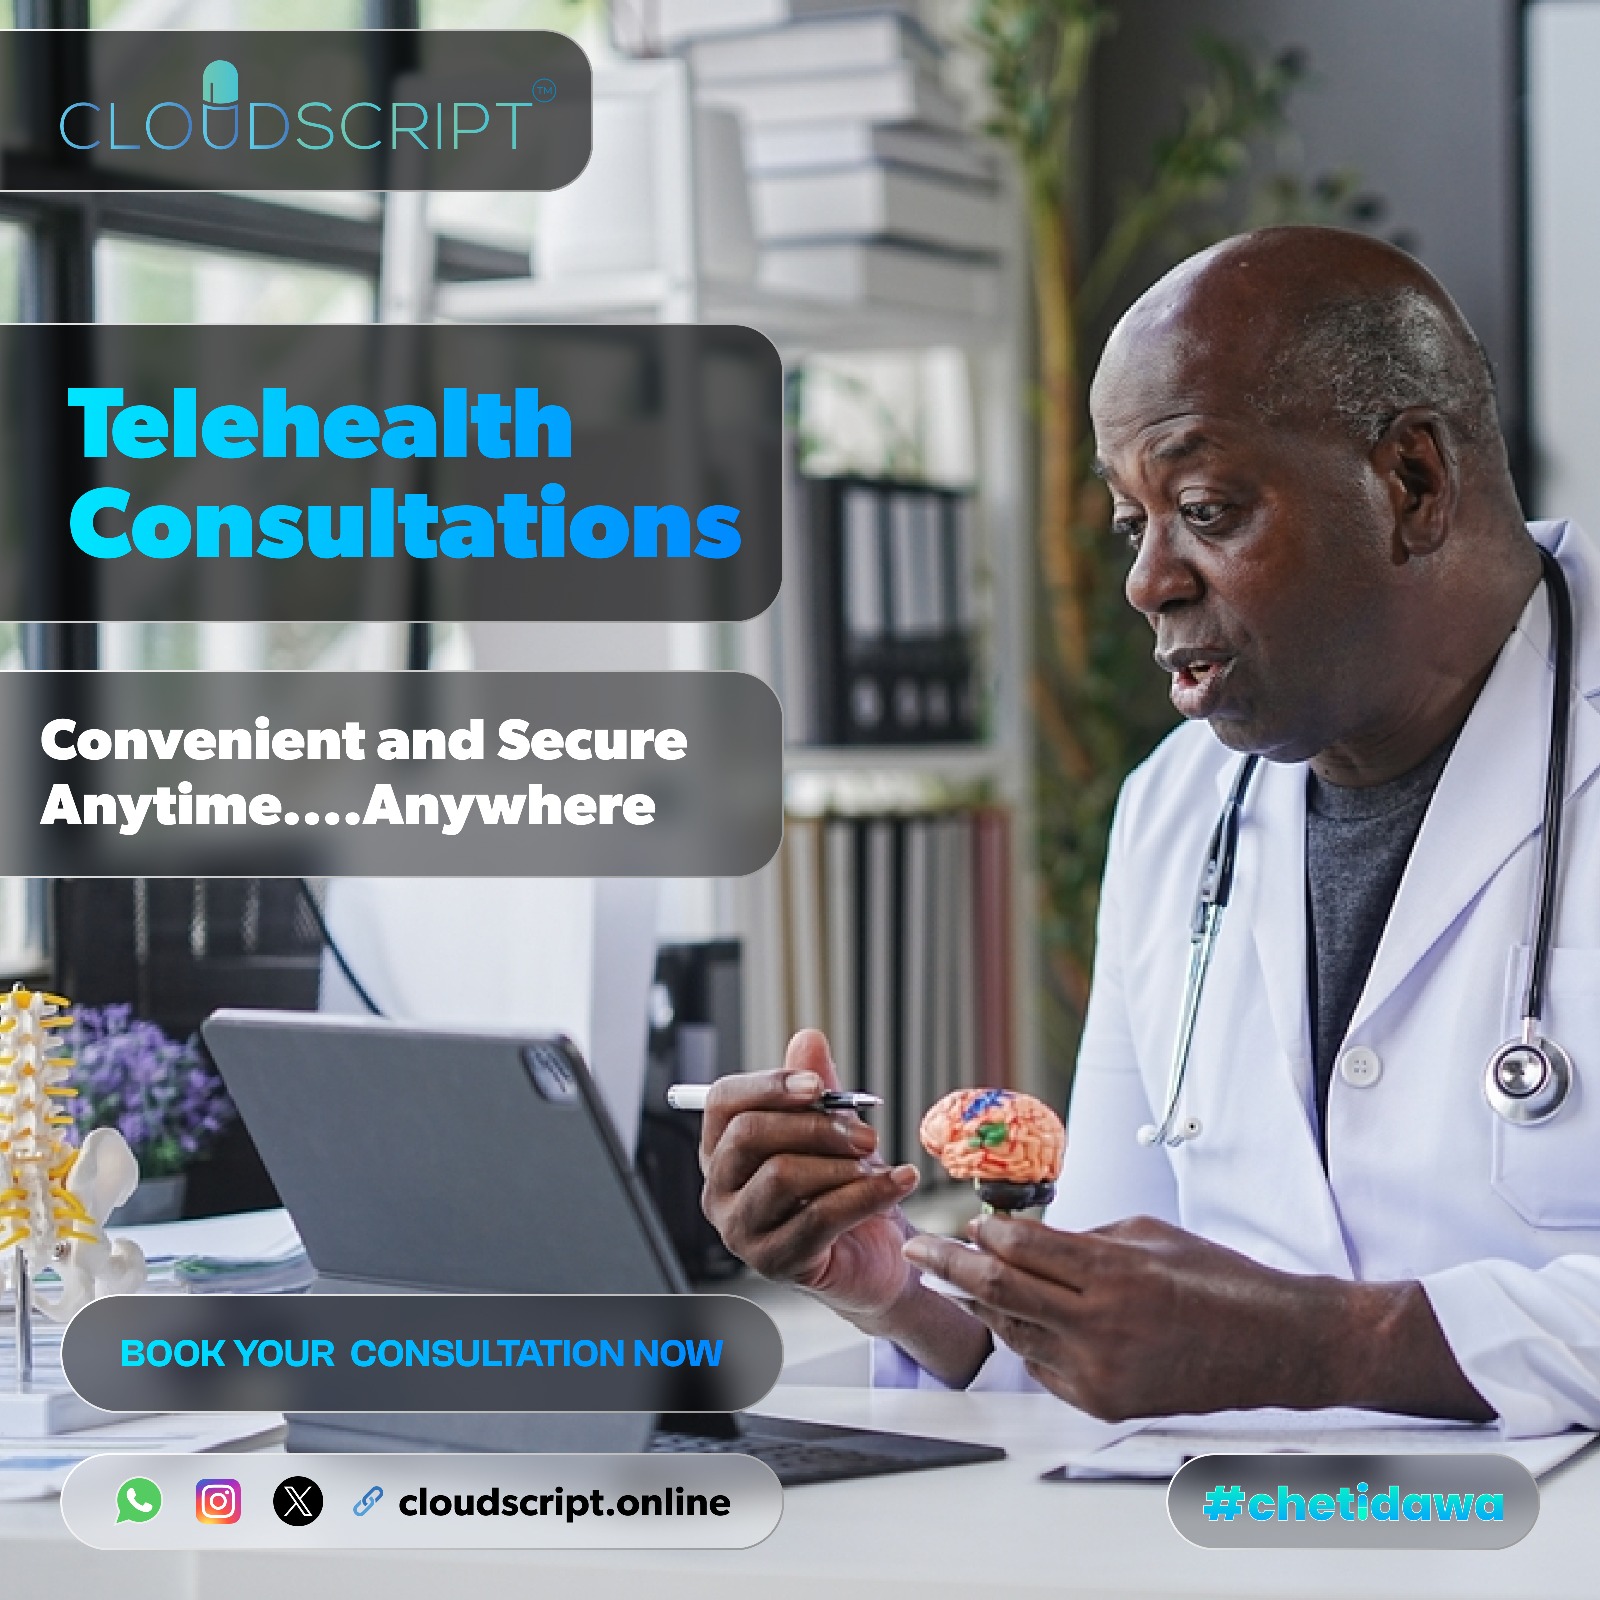 CLOUDSCRIPT™
Telehealth
Consultations
Convenient and Secure
Anytime....Anywhere
BOOK YOUR CONSULTATION NOW
cloudscript.online
#chetidawa